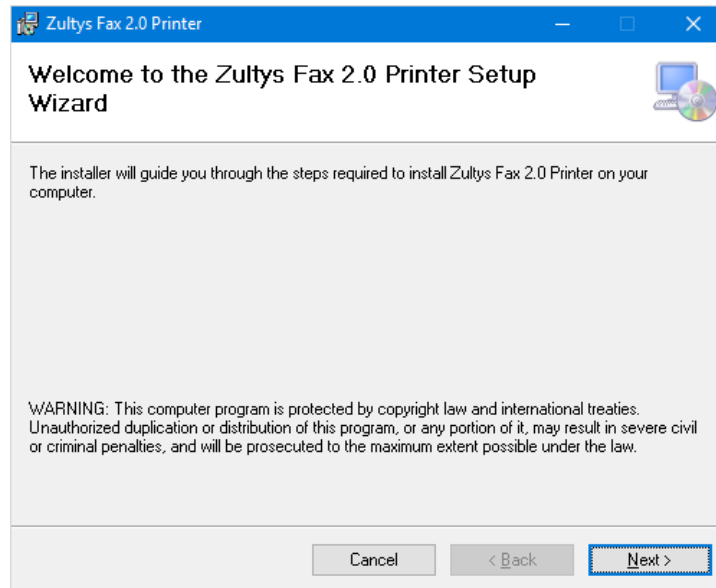 Zultys Fax 2.0 Printer
Welcome to the Zultys Fax 2.0 Printer Setup
Wizard
The installer will guide you through the steps required to install Zultys Fax 2.0 Printer on your
computer.
WARNING: This computer program is protected by copyright law and international treaties.
Unauthorized duplication or distribution of this program, or any portion of it, may result in severe civil
or criminal penalties, and will be prosecuted to the maximum extent possible under the law.
Cancel
< Back
Next >